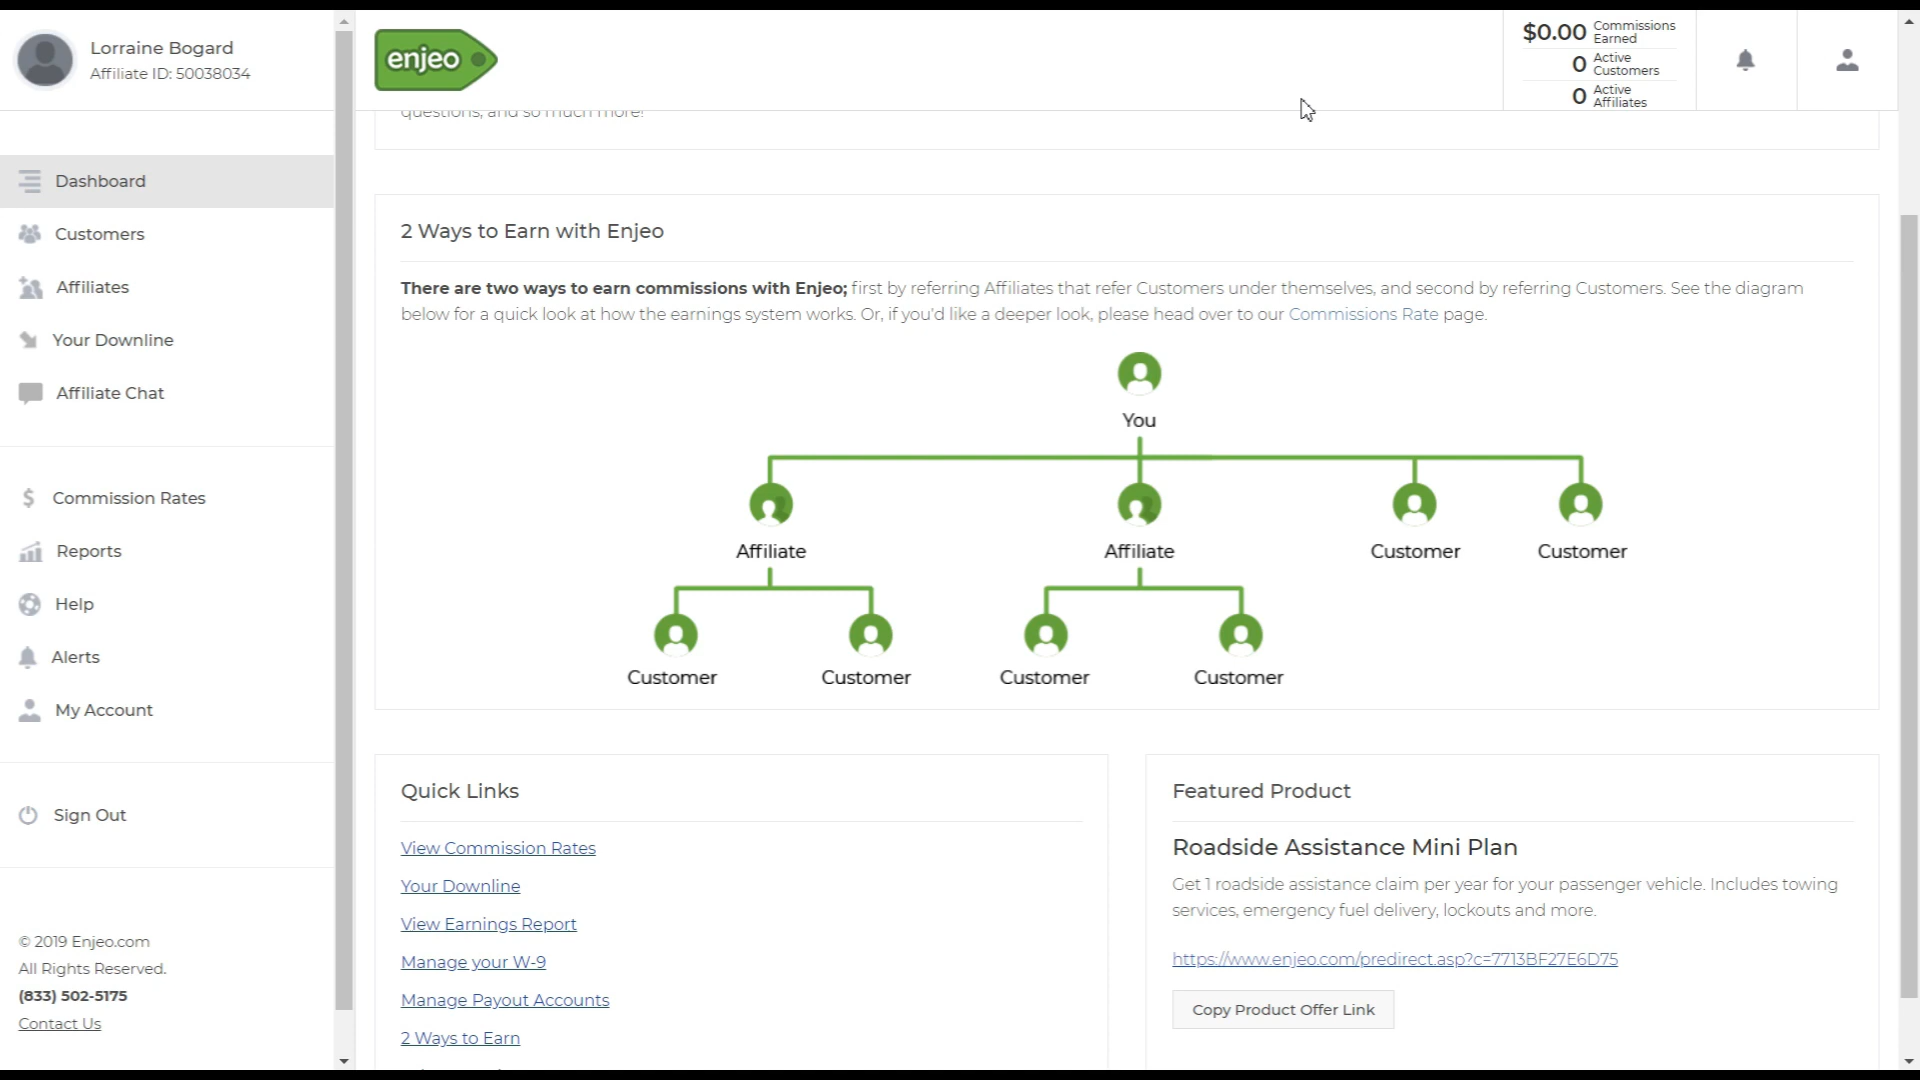 Lorraine Bogard
Affiliate ID: 50038034
enjeo
$0.00 Commissions Earned
0 Active Customers
0 Active Affiliates
Dashboard
Customers
Affiliates
Your Downline
Affiliate Chat
Commission Rates
Reports
Help
Alerts
My Account
Sign Out
© 2019 Enjeo.com
All Rights Reserved.
(833) 502-5175
Contact Us
questions, and so much more!
2 Ways to Earn with Enjeo
There are two ways to earn commissions with Enjeo; first by referring Affiliates that refer Customers under themselves, and second by referring Customers. See the diagram
below for a quick look at how the earnings system works. Or, if you'd like a deeper look, please head over to our Commissions Rate page.
You
Affiliate Affiliate Customer Customer
Customer Customer Customer Customer
Quick Links
View Commission Rates
Your Downline
View Earnings Report
Manage your W-9
Manage Payout Accounts
2 Ways to Earn
Featured Product
Roadside Assistance Mini Plan
Get 1 roadside assistance claim per year for your passenger vehicle. Includes towing
services, emergency fuel delivery, lockouts and more.
https://www.enjeo.com/predirect.asp?c=7713BF27E6D75
Copy Product Offer Link